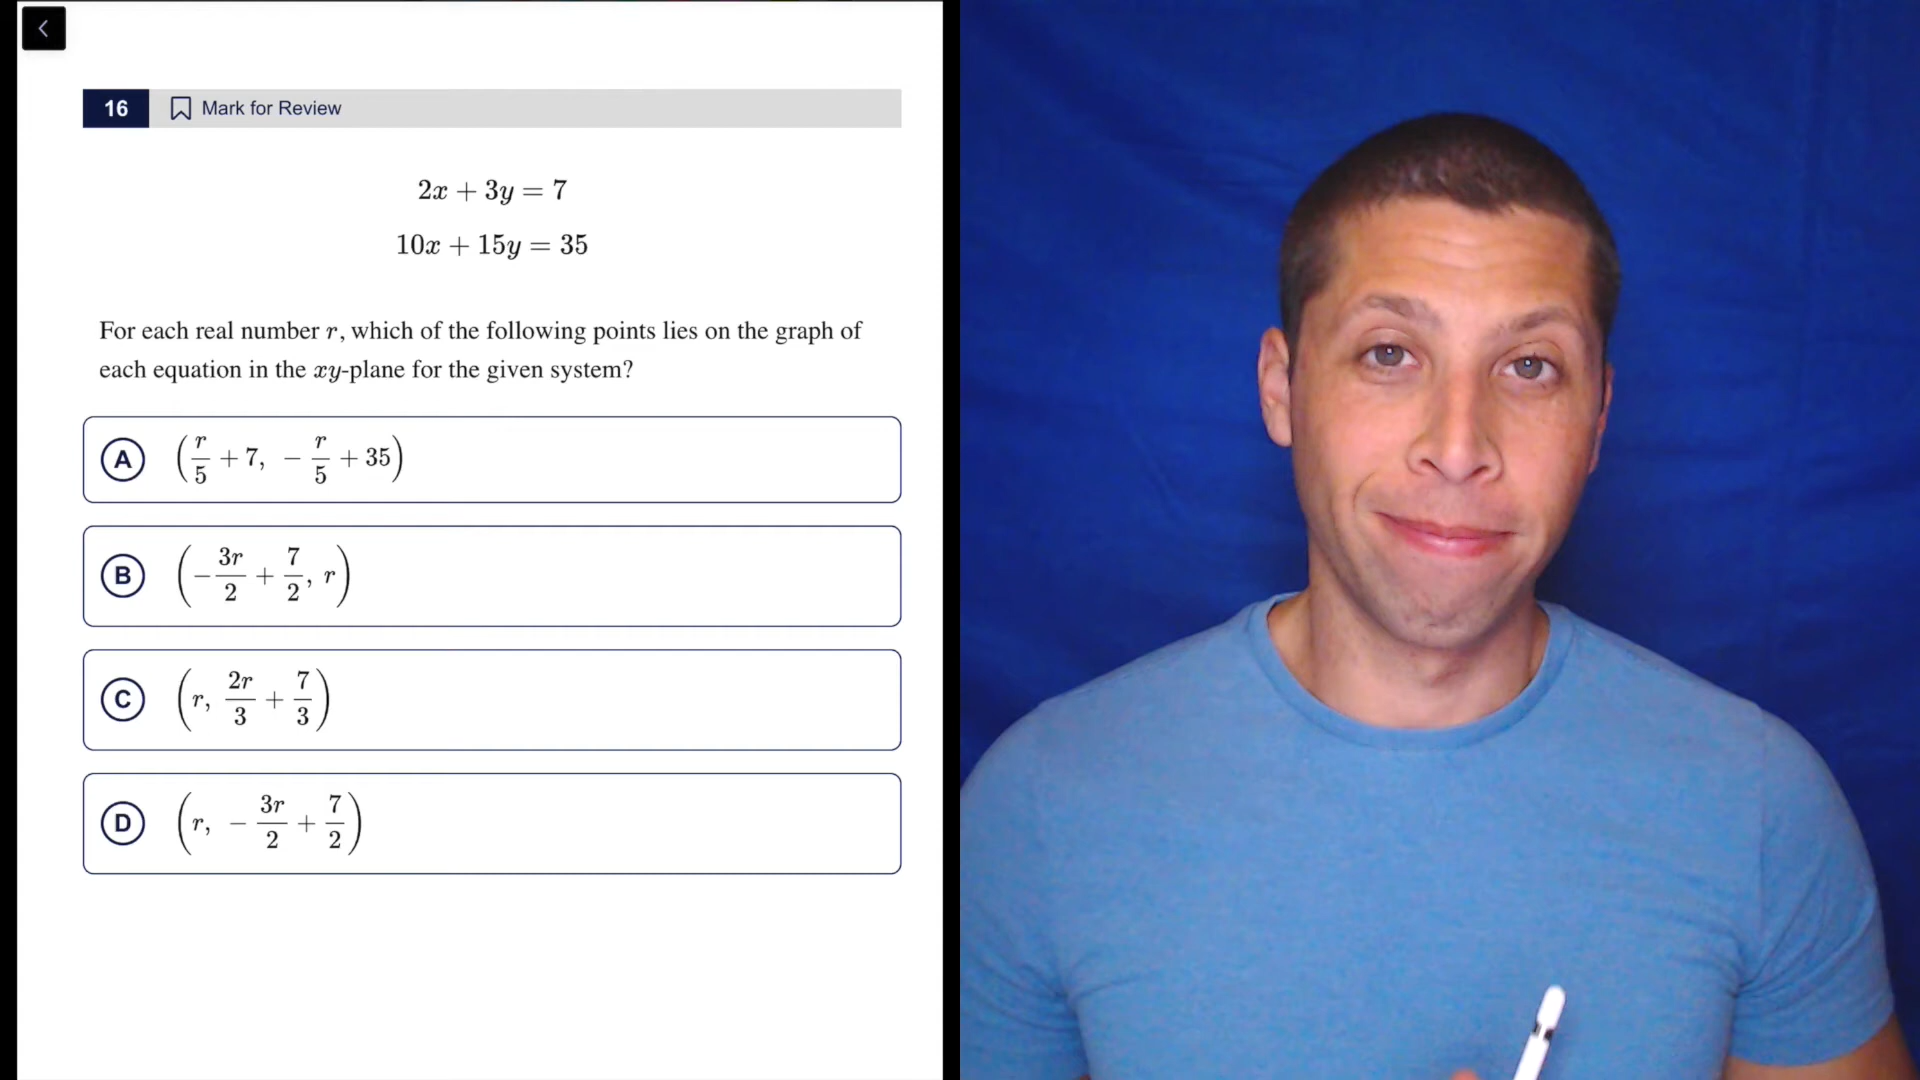 16 Mark for Review
2x + 3y = 7
10x + 15y = 35
For each real number r, which of the following points lies on the graph of
each equation in the xy-plane for the given system?
A (r/5 + 7, − r/5 + 35)
B (− 3r/2 + 7/2, r)
C (r, 2r/3 + 7/3)
D (r, − 3r/2 + 7/2)